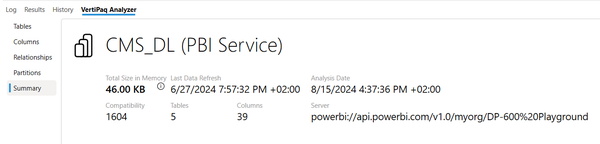 Log Results History VertiPaq Analyzer
Tables
Columns
Relationships
Partitions
Summary
CMS_DL (PBI Service)
Total Size in Memory Last Data Refresh Analysis Date
46.00 KB 6/27/2024 7:57:32 PM +02:00 8/15/2024 4:37:36 PM +02:00
Compatibility Tables Columns Server
1604 5 39 powerbi://api.powerbi.com/v1.0/myorg/DP-600%20Playground